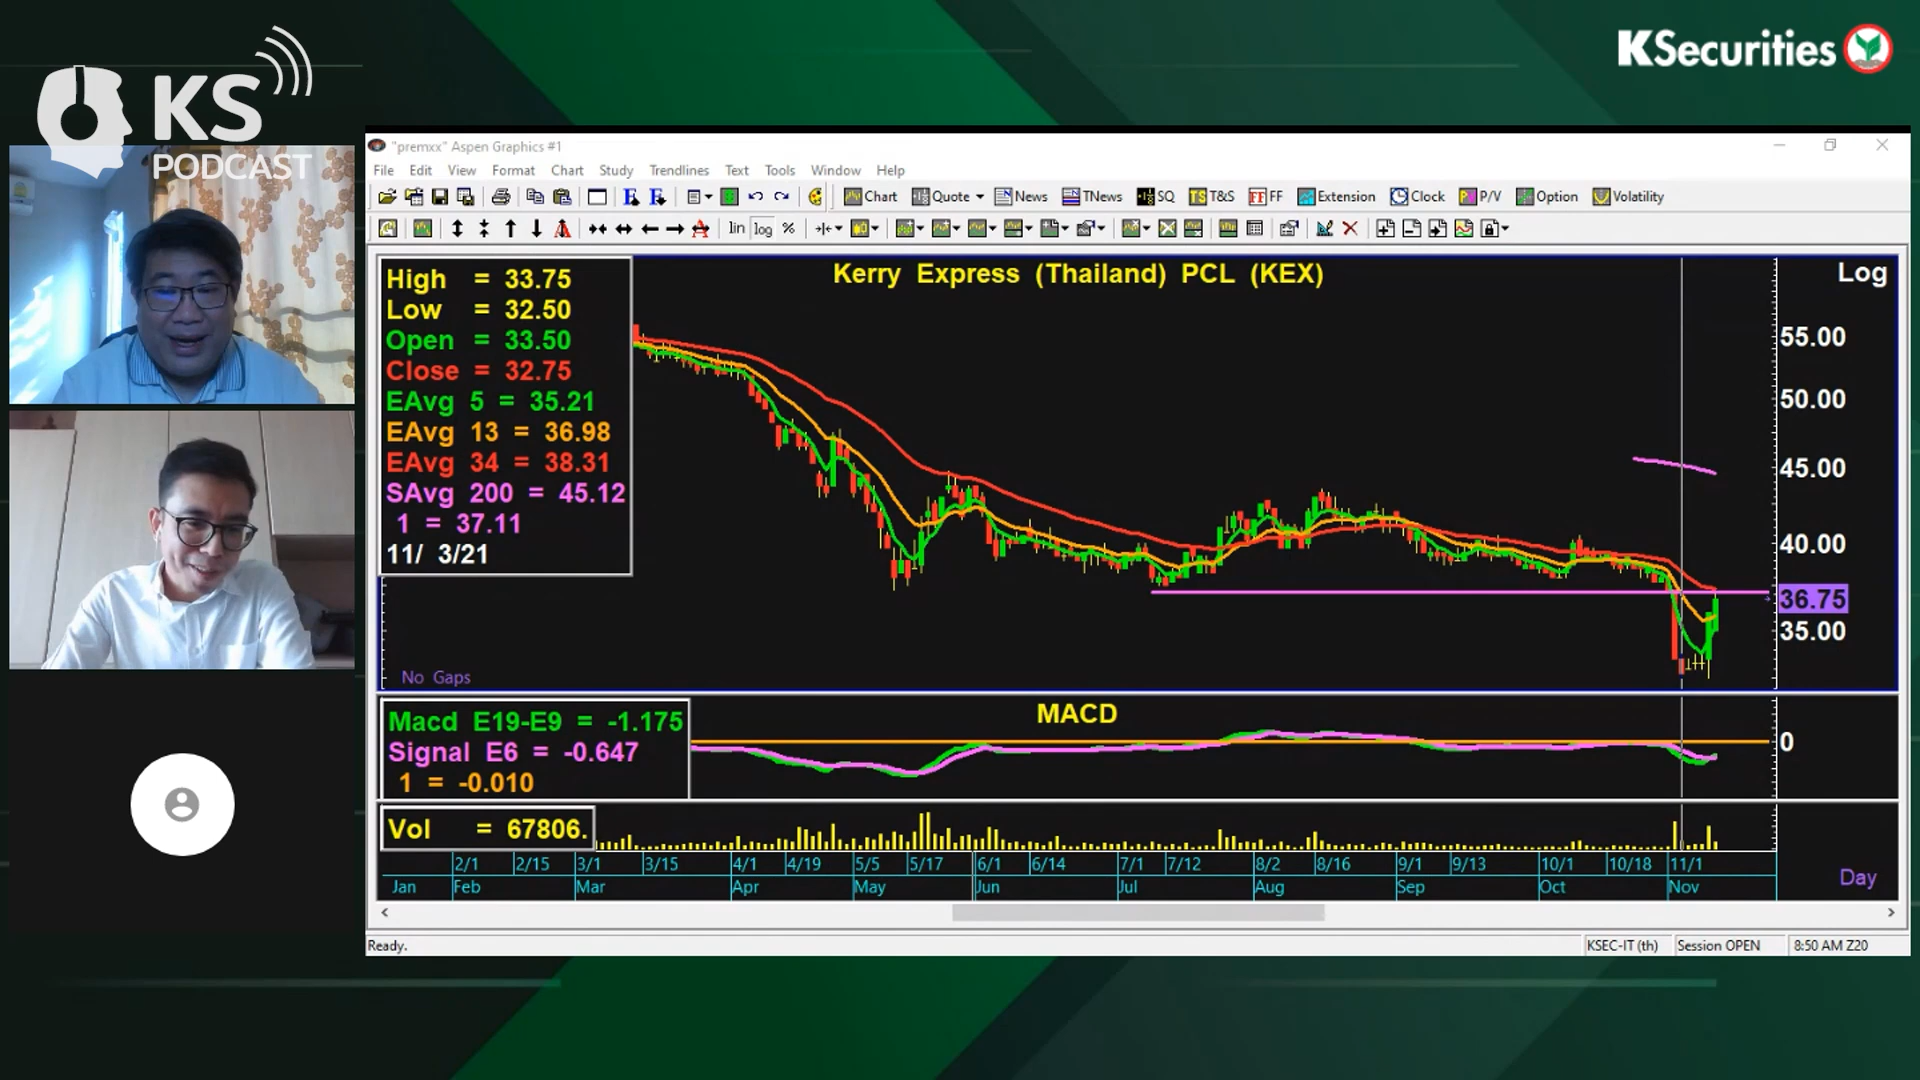 KS
PODCAST
KSecurities
"premxx" Aspen Graphics #1
File Edit View Format Chart Study Trendlines Text Tools Window Help
Chart Quote News TNews SQ TS T&S FF FF Extension Clock P/V Option Volatility
lin log %
Kerry Express (Thailand) PCL (KEX)
Log
High = 33.75
Low = 32.50
Open = 33.50
Close = 32.75
EAvg 5 = 35.21
EAvg 13 = 36.98
EAvg 34 = 38.31
SAvg 200 = 45.12
1 = 37.11
11/ 3/21
55.00
50.00
45.00
40.00
36.75
35.00
No Gaps
MACD
Macd E19-E9 = -1.175
Signal E6 = -0.647
1 = -0.010
0
Vol = 67806.
2/1 2/15 3/1 3/15 4/1 4/19 5/5 5/17 6/1 6/14 7/1 7/12 8/2 8/16 9/1 9/13 10/1 10/18 11/1
Jan Feb Mar Apr May Jun Jul Aug Sep Oct Nov
Day
Ready.
KSEC-IT (th) Session OPEN 8:50 AM Z20